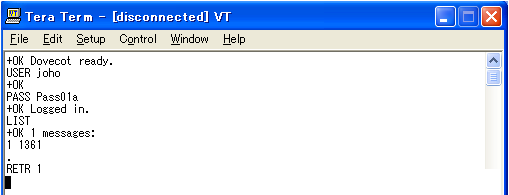 Tera Term - [disconnected] VT
File Edit Setup Control Window Help
+OK Dovecot ready.
USER joho
+OK
PASS Pass01a
+OK Logged in.
LIST
+OK 1 messages:
1 1361
.
RETR 1